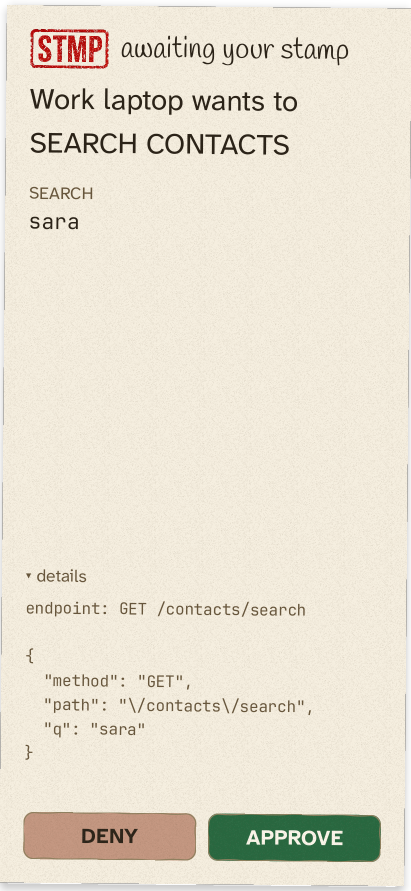 STMP awaiting your stamp
Work laptop wants to
SEARCH CONTACTS
SEARCH
sara
▾ details
endpoint: GET /contacts/search
{
"method": "GET",
"path": "\/contacts\/search",
"q": "sara"
}
DENY APPROVE